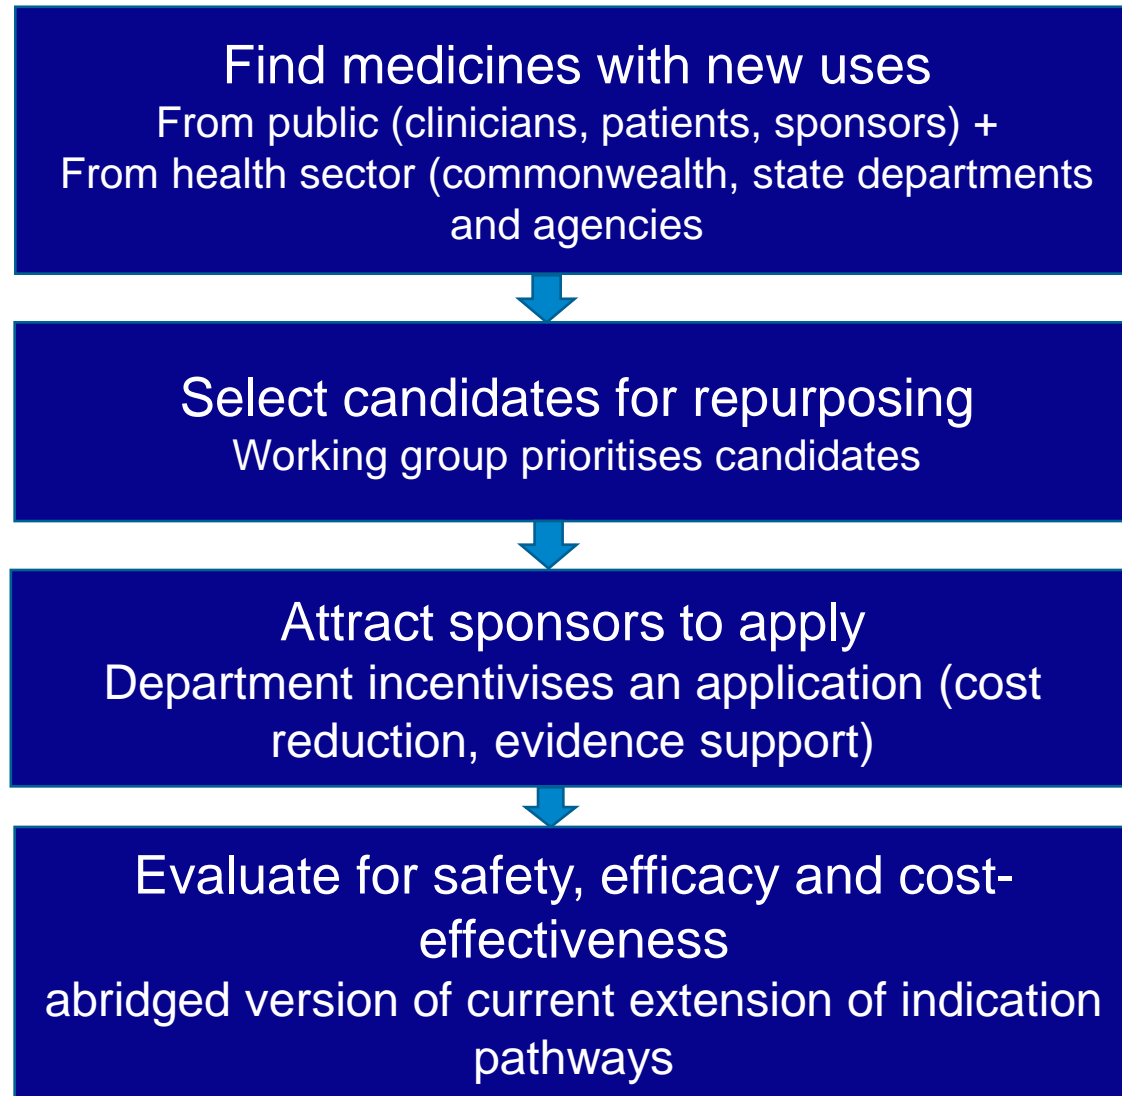 Find medicines with new uses
From public (clinicians, patients, sponsors) +
From health sector (commonwealth, state departments
and agencies
Select candidates for repurposing
Working group prioritises candidates
Attract sponsors to apply
Department incentivises an application (cost
reduction, evidence support)
Evaluate for safety, efficacy and cost-
effectiveness
abridged version of current extension of indication
pathways